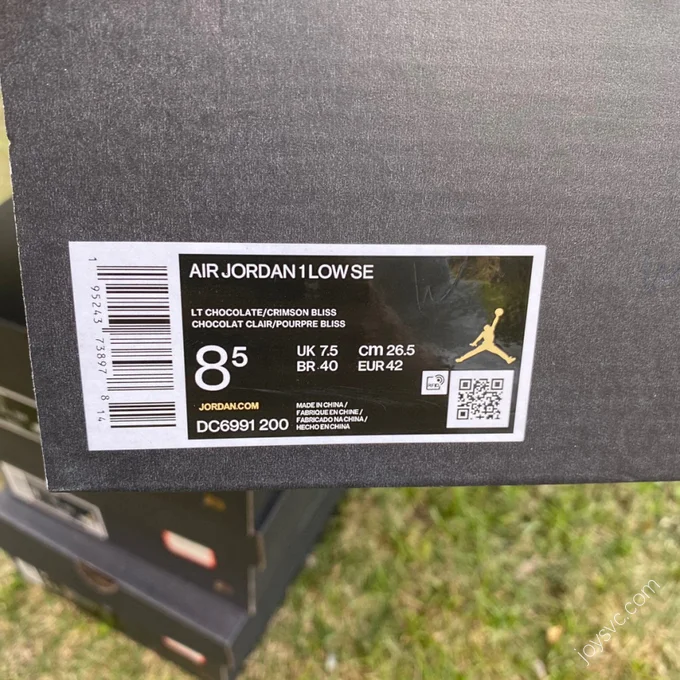 AIR JORDAN 1 LOW SE
LT CHOCOLATE/CRIMSON BLISS
CHOCOLAT CLAIR/POURPRE BLISS
8⁵
UK 7.5 cm 26.5
BR 40 EUR 42
JORDAN.COM
DC6991 200
MADE IN CHINA /
FABRIQUE EN CHINE /
FABRICADO NA CHINA /
HECHO EN CHINA
1 95243 73897 8 14
joysvc.com